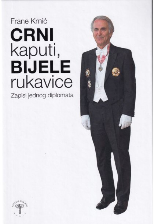 Frane Krnić
CRNI
kaputi,
BIJELE
rukavice
Zapisi jednog diplomata